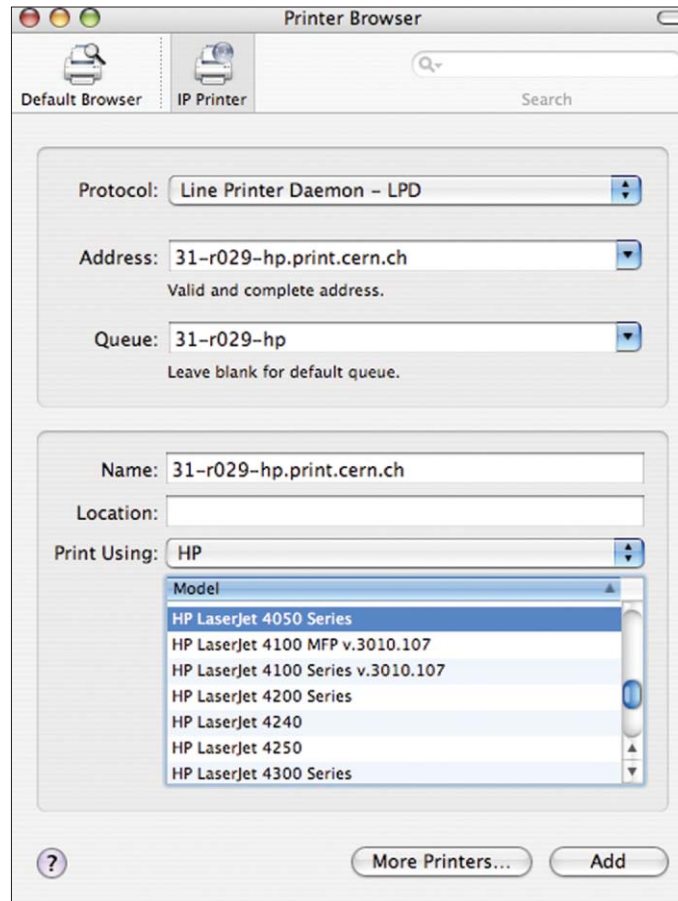 Printer Browser
Default Browser
IP Printer
Search
Protocol: Line Printer Daemon – LPD
Address: 31-r029-hp.print.cern.ch
Valid and complete address.
Queue: 31-r029-hp
Leave blank for default queue.
Name: 31-r029-hp.print.cern.ch
Location:
Print Using: HP
Model
HP LaserJet 4050 Series
HP LaserJet 4100 MFP v.3010.107
HP LaserJet 4100 Series v.3010.107
HP LaserJet 4200 Series
HP LaserJet 4240
HP LaserJet 4250
HP LaserJet 4300 Series
? More Printers... Add